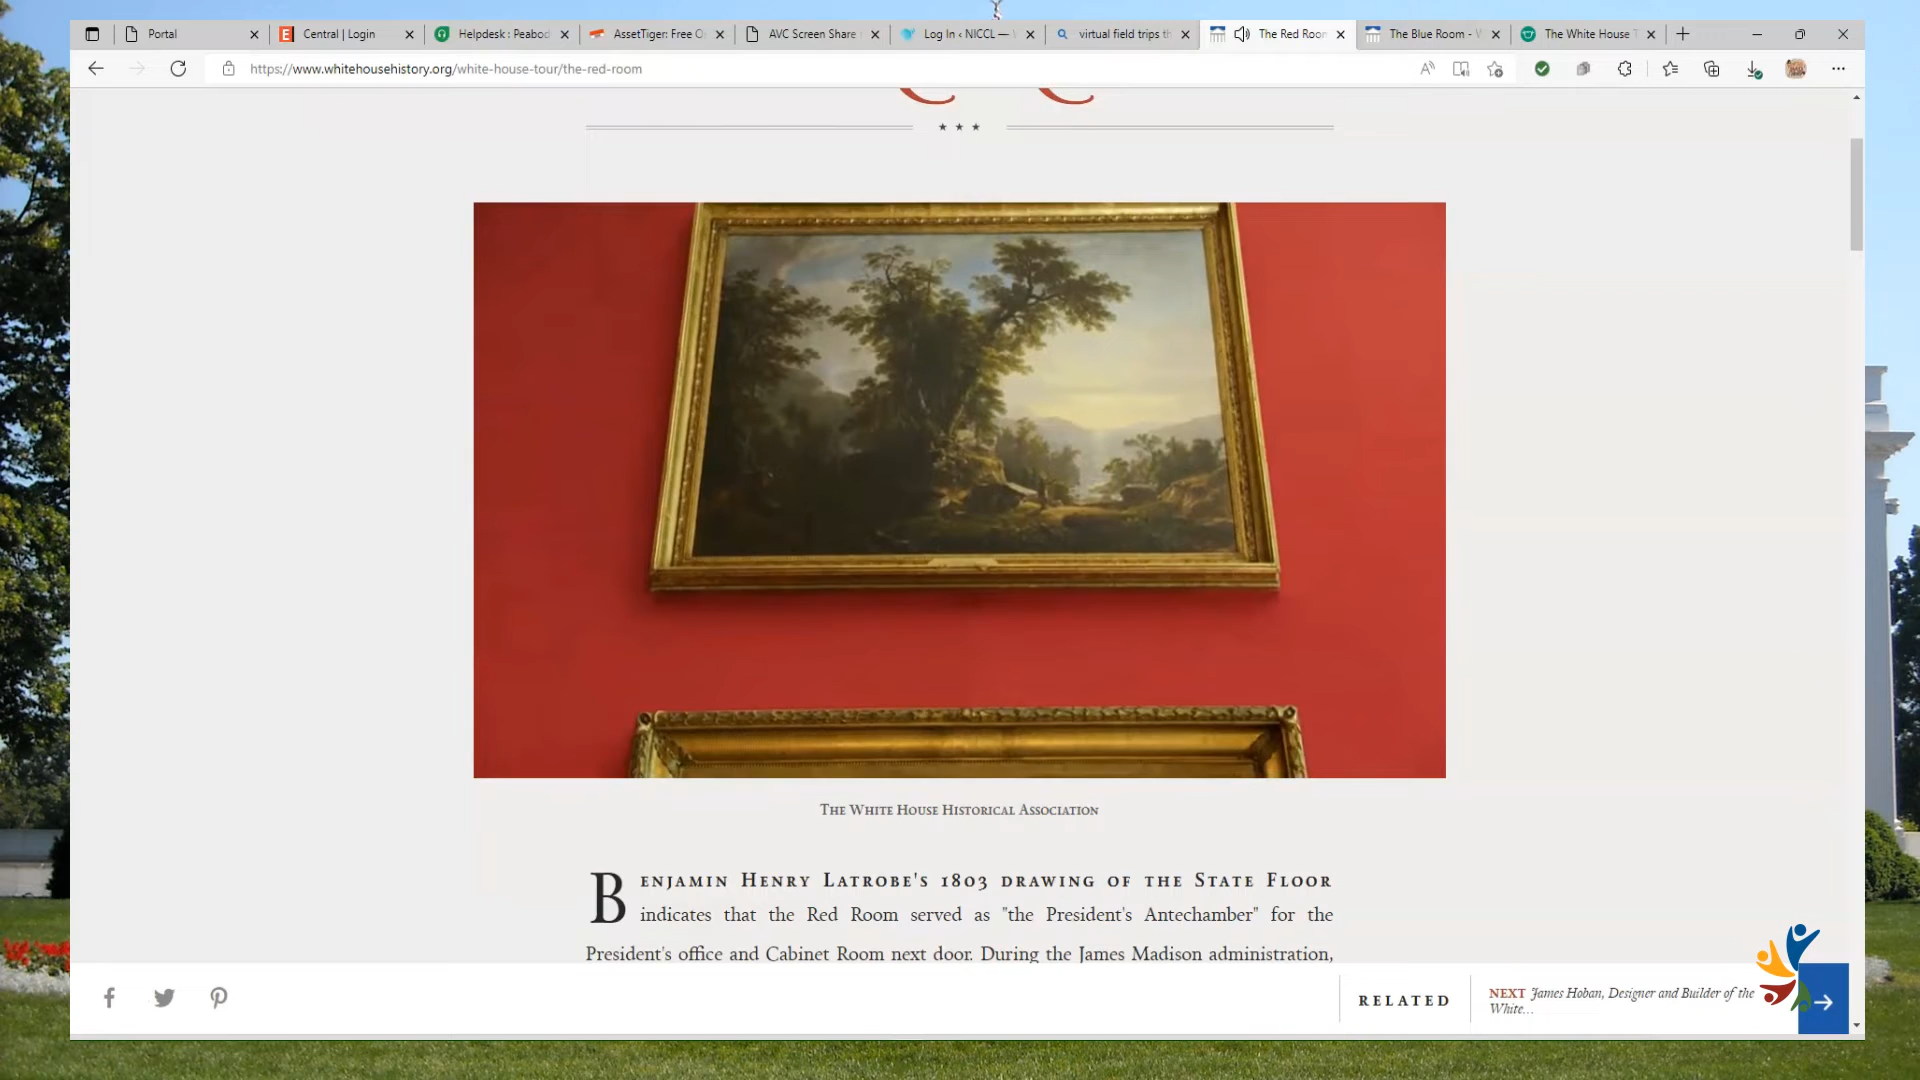 Portal
Central | Login
Helpdesk : Peabod
AssetTiger: Free O
AVC Screen Share
Log In ‹ NICCL —
virtual field trips th
The Red Room
The Blue Room - W
The White House T
https://www.whitehousehistory.org/white-house-tour/the-red-room
The White House Historical Association
Benjamin Henry Latrobe's 1803 drawing of the State Floor
indicates that the Red Room served as "the President's Antechamber" for the
President's office and Cabinet Room next door. During the James Madison administration,
RELATED
NEXT James Hoban, Designer and Builder of the
White...